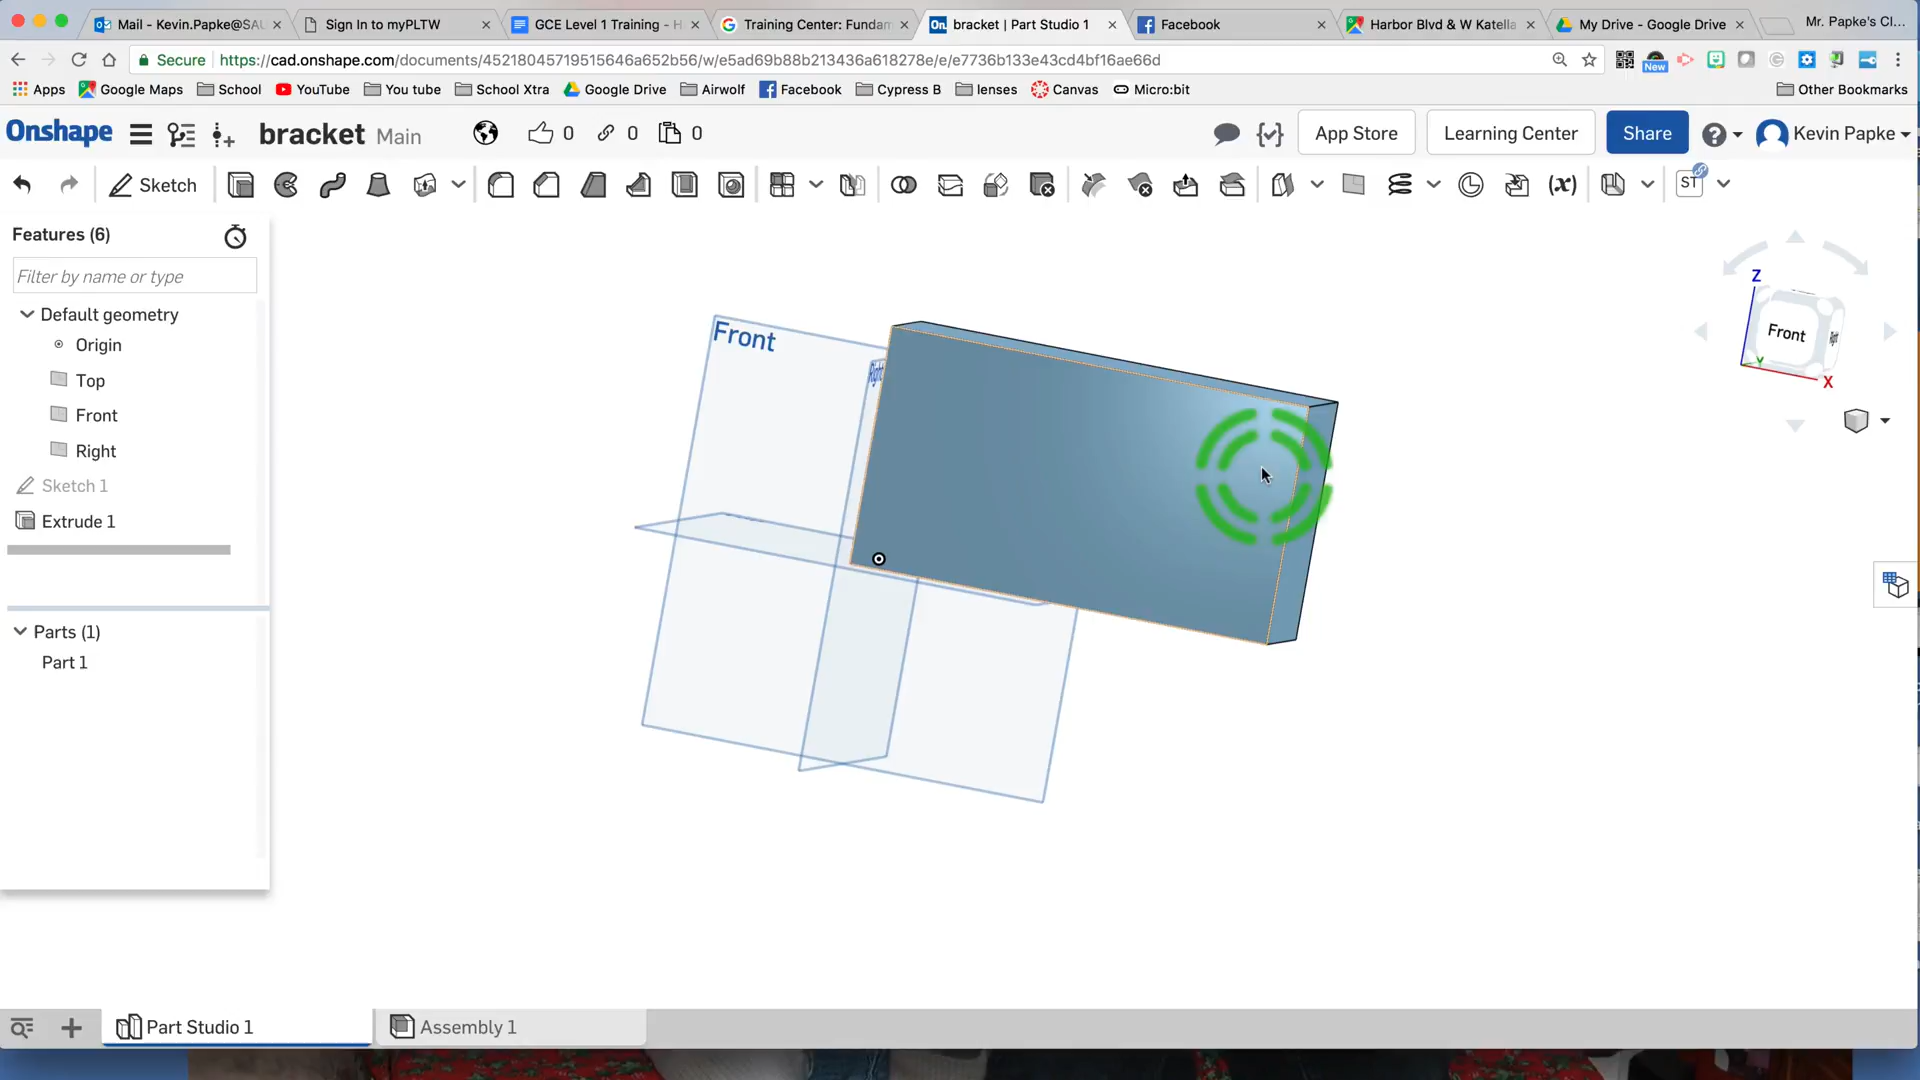 Mail - Kevin.Papke@SAU
Sign In to myPLTW
GCE Level 1 Training - H
Training Center: Fundam
On. bracket | Part Studio 1
Facebook
Harbor Blvd & W Katella
My Drive - Google Drive
Mr. Papke's Cl...
Secure https://cad.onshape.com/documents/45218045719515646a652b56/w/e5ad69b88b213436a618278e/e/e7736b133e43cd4bf16ae66d
New
Apps Google Maps School YouTube You tube School Xtra Google Drive Airwolf Facebook Cypress B lenses Canvas Micro:bit Other Bookmarks
Onshape bracket Main 0 0 0 App Store Learning Center Share Kevin Papke
Sketch (x) ST
Features (6)
Filter by name or type
Default geometry
Origin
Top
Front
Right
Sketch 1
Extrude 1
Parts (1)
Part 1
Front
Right
Z
Front
Right
Y
X
Part Studio 1
Assembly 1